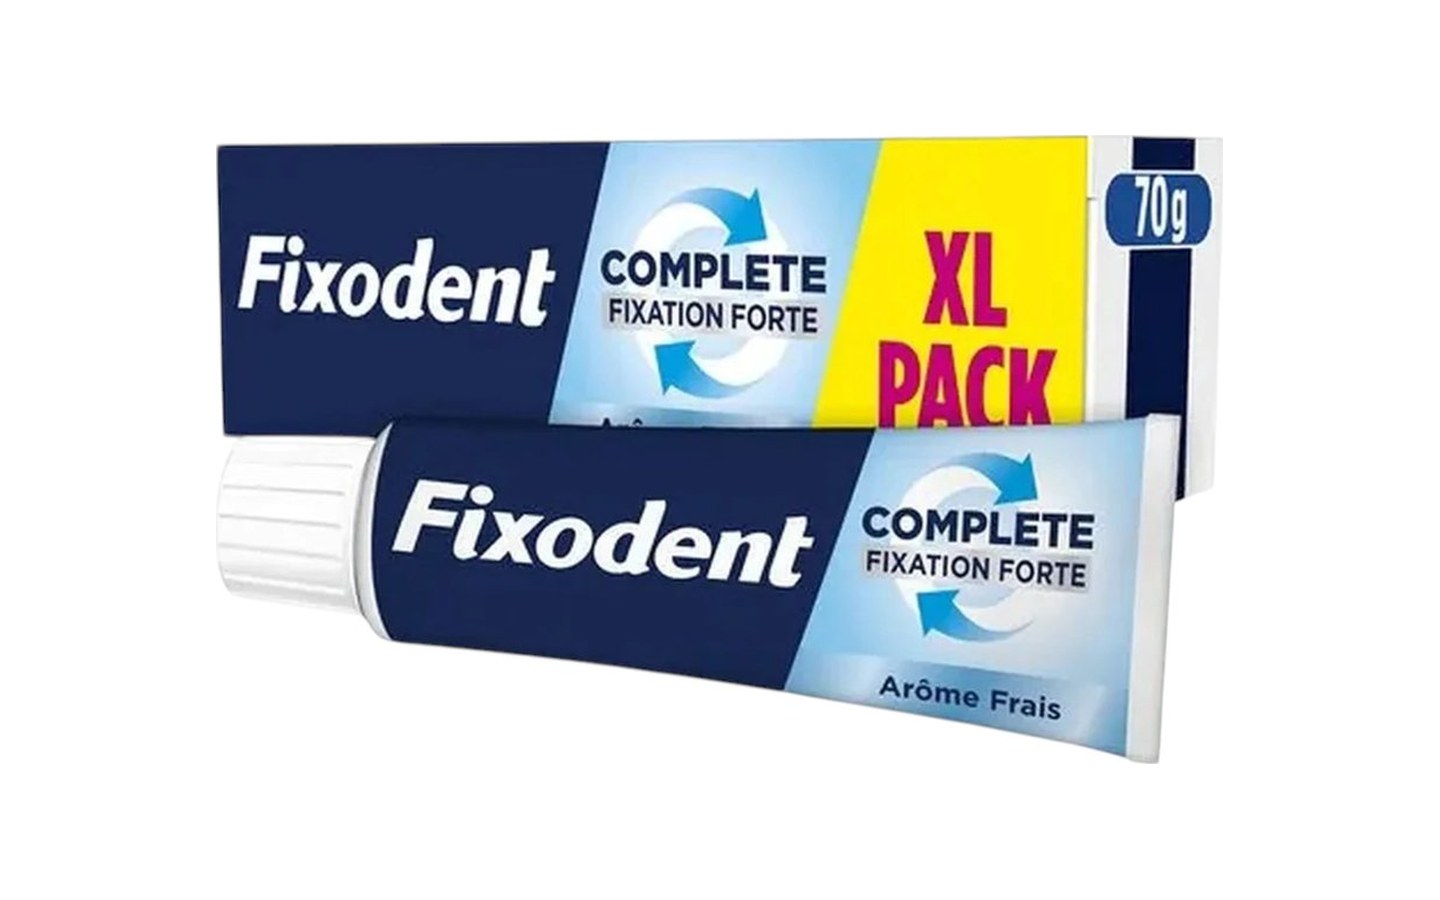 Fixodent
COMPLETE
FIXATION FORTE
XL
PACK
70g
Fixodent
COMPLETE
FIXATION FORTE
Arôme Frais